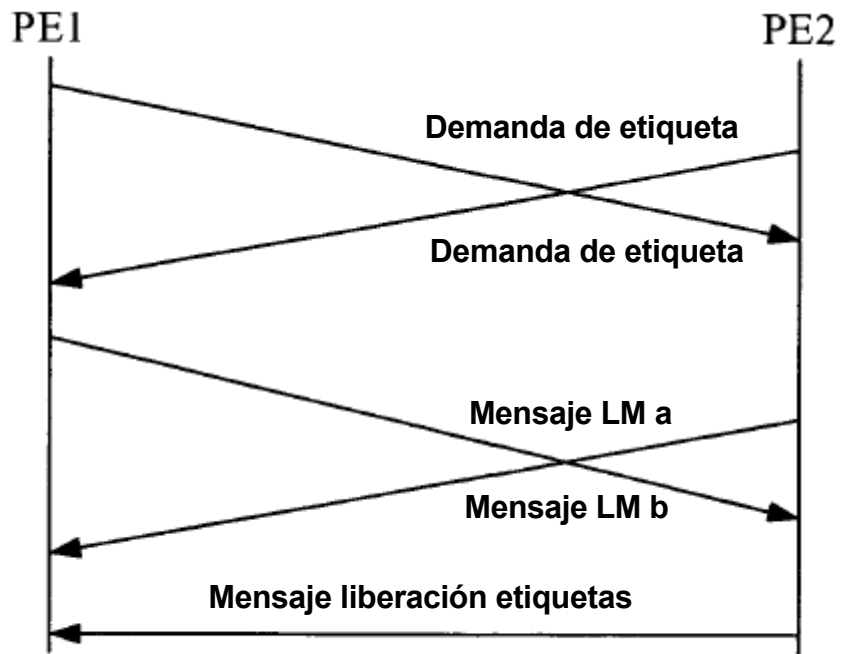 PE1
PE2
Demanda de etiqueta
Demanda de etiqueta
Mensaje LM a
Mensaje LM b
Mensaje liberación etiquetas